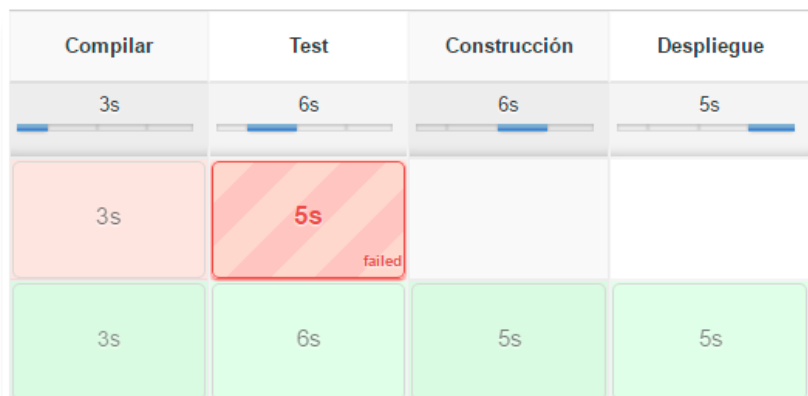 Compilar Test Construcción Despliegue
3s 6s 6s 5s
3s 5s
failed
3s 6s 5s 5s